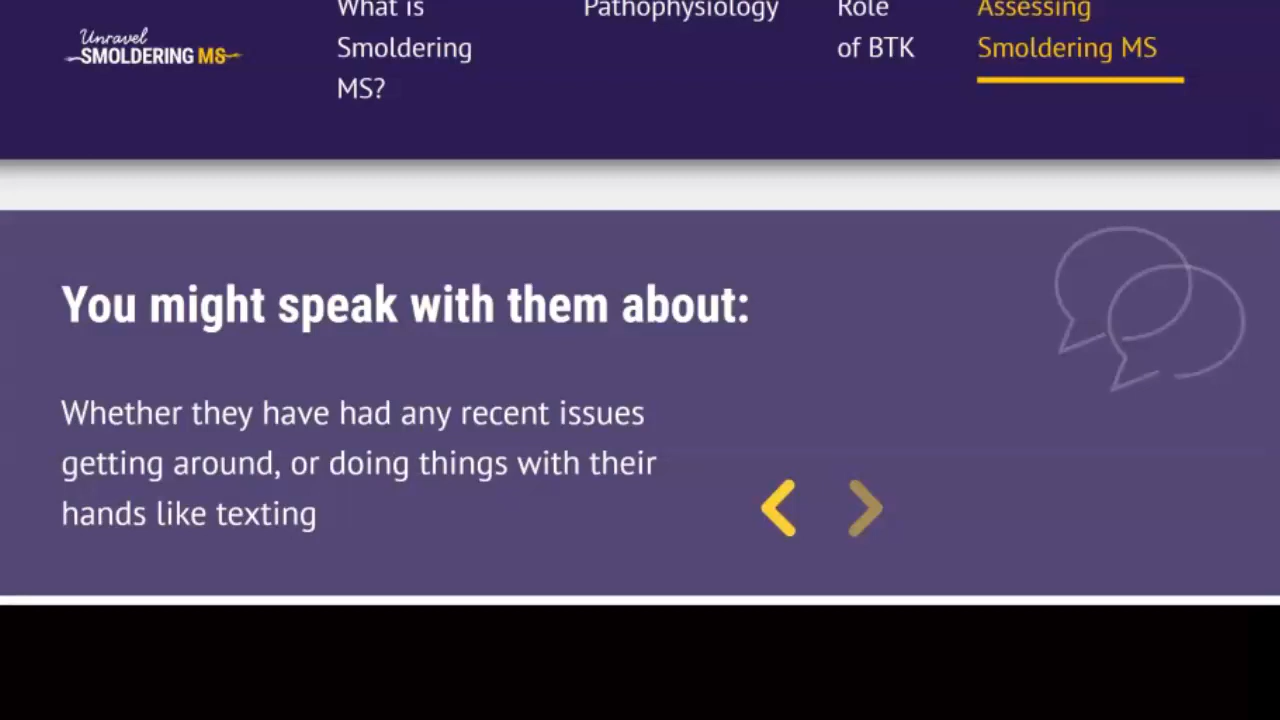 What is
Smoldering
MS?
Pathophysiology
Role
of BTK
Assessing
Smoldering MS
Unravel
SMOLDERING MS
You might speak with them about:
Whether they have had any recent issues
getting around, or doing things with their
hands like texting